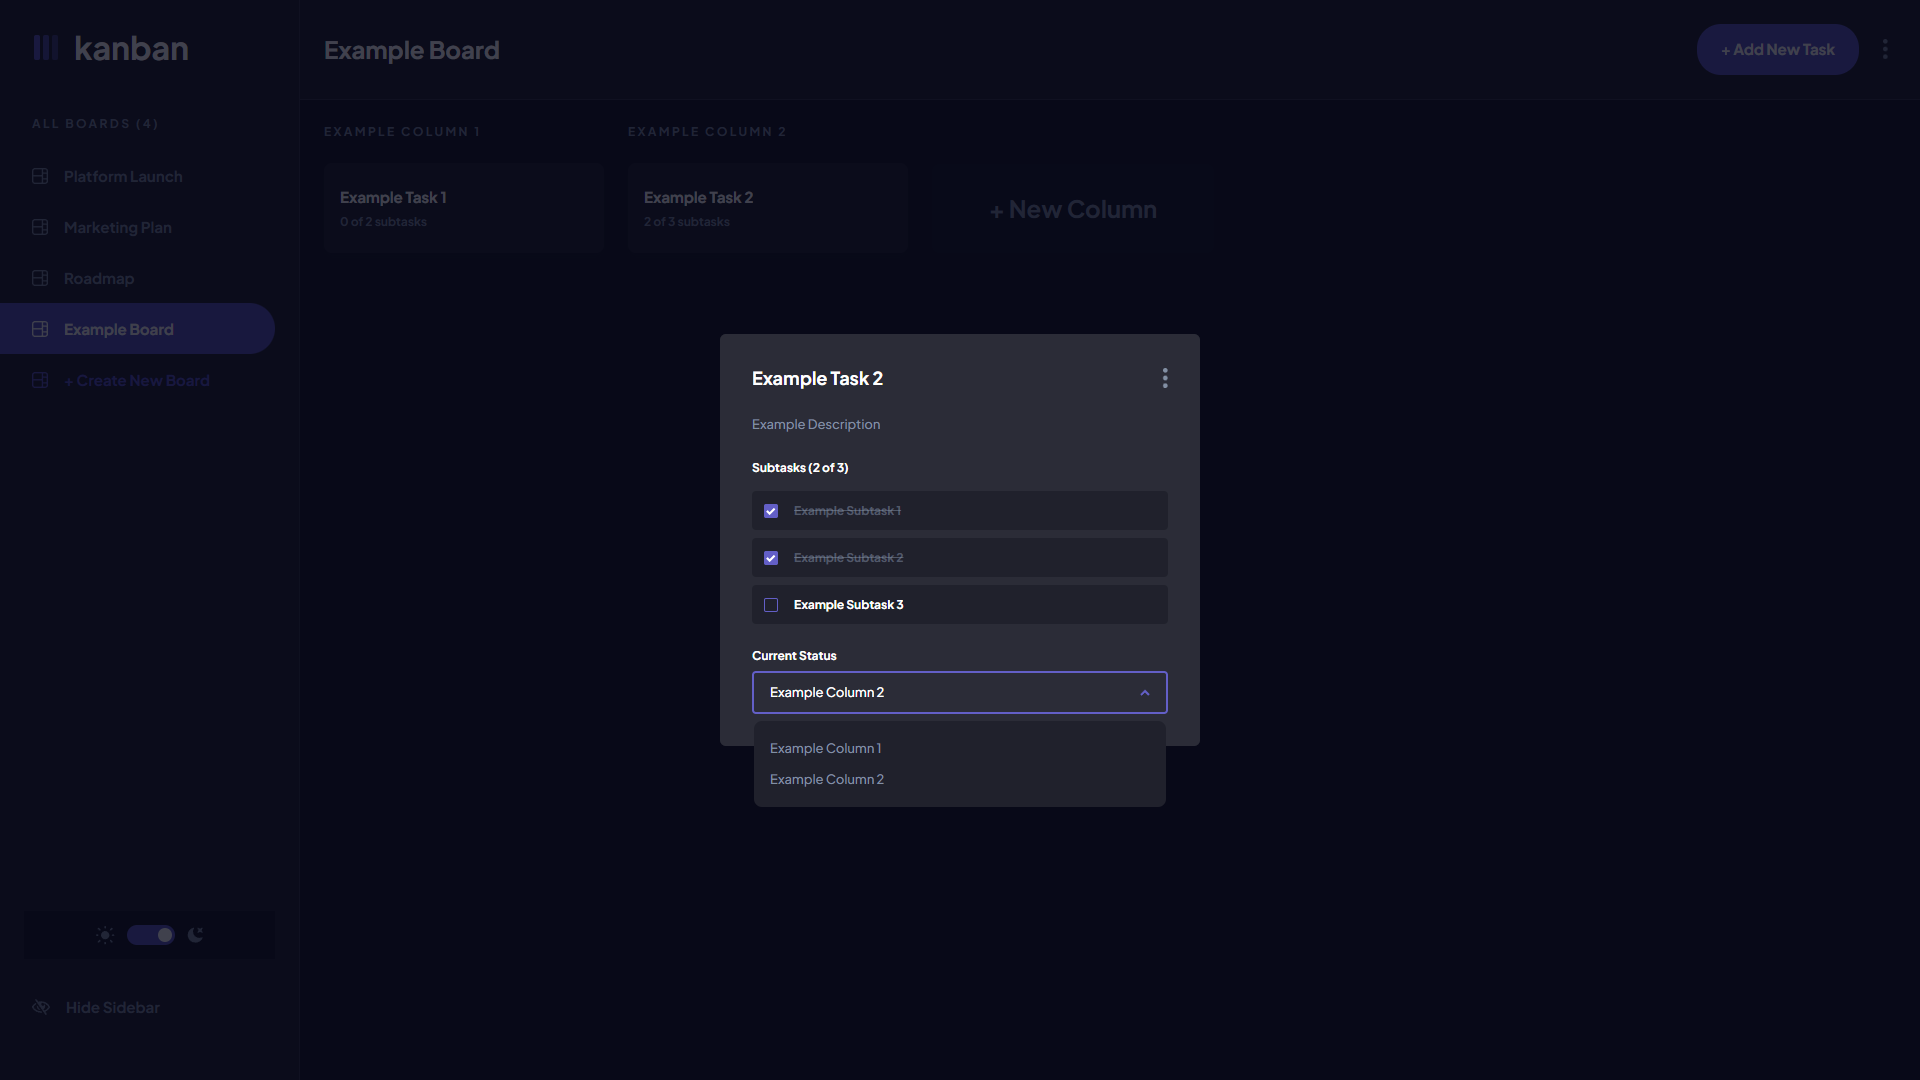 kanban
ALL BOARDS (4)
Platform Launch
Marketing Plan
Roadmap
Example Board
+ Create New Board
Hide Sidebar
Example Board
+ Add New Task
EXAMPLE COLUMN 1
Example Task 1
0 of 2 subtasks
EXAMPLE COLUMN 2
Example Task 2
2 of 3 subtasks
+ New Column
Example Task 2
Example Description
Subtasks (2 of 3)
Example Subtask 1
Example Subtask 2
Example Subtask 3
Current Status
Example Column 2
Example Column 1
Example Column 2